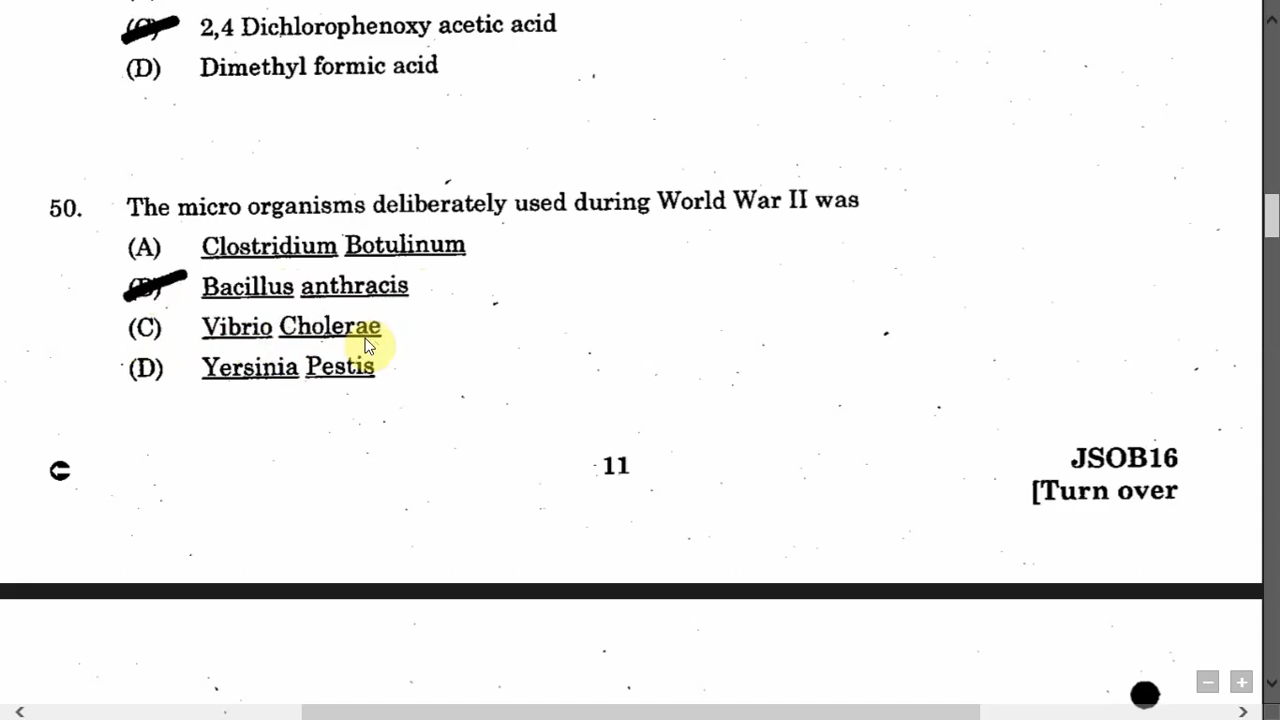 2,4 Dichlorophenoxy acetic acid
(D) Dimethyl formic acid
50. The micro organisms deliberately used during World War II was
(A) Clostridium Botulinum
(B) Bacillus anthracis
(C) Vibrio Cholerae
(D) Yersinia Pestis
11
JSOB16
[Turn over